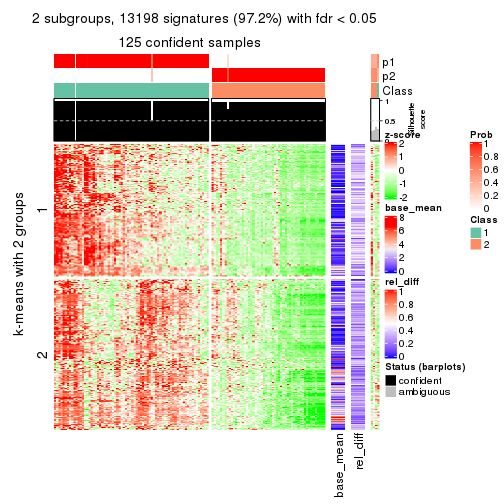 2 subgroups, 13198 signatures (97.2%) with fdr < 0.05
125 confident samples
p1
p2
Class
1
0.5
0
Silhouette
score
k-means with 2 groups
1
2
base_mean
rel_diff
z-score
2
1
0
-1
-2
base_mean
8
6
4
2
0
rel_diff
1
0.8
0.6
0.4
0.2
0
Status (barplots)
confident
ambiguous
Prob
1
0.8
0.6
0.4
0.2
0
Class
1
2